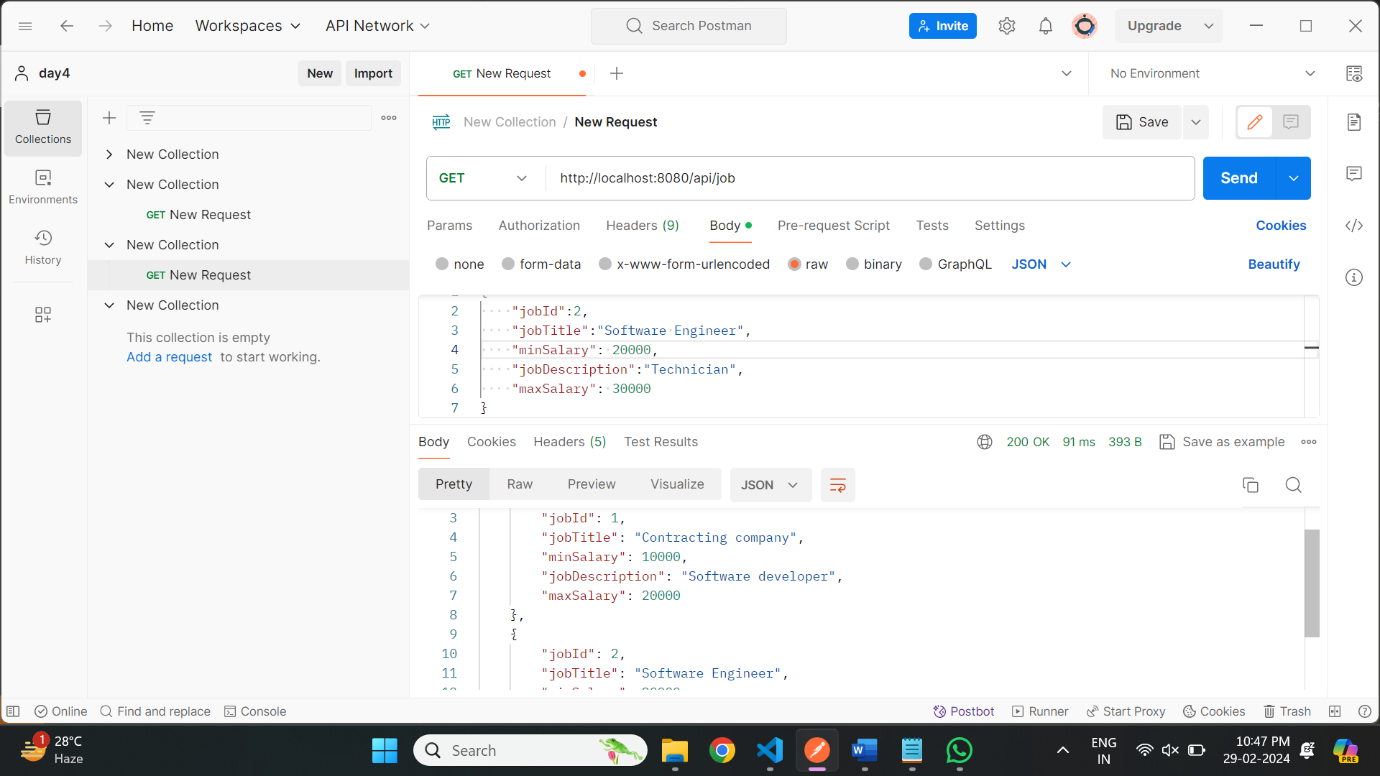 Home
Workspaces
API Network
Search Postman
Invite
Upgrade
day4
New
Import
GET New Request
No Environment
Collections
Environments
History
New Collection
New Collection
GET New Request
New Collection
GET New Request
New Collection
This collection is empty
Add a request to start working.
HTTP New Collection / New Request
Save
GET
http://localhost:8080/api/job
Send
Params Authorization Headers (9) Body Pre-request Script Tests Settings Cookies
none form-data x-www-form-urlencoded raw binary GraphQL JSON Beautify
2 "jobId":2,
3 "jobTitle":"Software Engineer",
4 "minSalary": 20000,
5 "jobDescription":"Technician",
6 "maxSalary": 30000
7 }
Body Cookies Headers (5) Test Results 200 OK 91 ms 393 B Save as example
Pretty Raw Preview Visualize JSON
3 "jobId": 1,
4 "jobTitle": "Contracting company",
5 "minSalary": 10000,
6 "jobDescription": "Software developer",
7 "maxSalary": 20000
8 },
9 {
10 "jobId": 2,
11 "jobTitle": "Software Engineer",
Online Find and replace Console Postbot Runner Start Proxy Cookies Trash
1
28°C
Haze
Search
ENG
IN
10:47 PM
29-02-2024
PRE